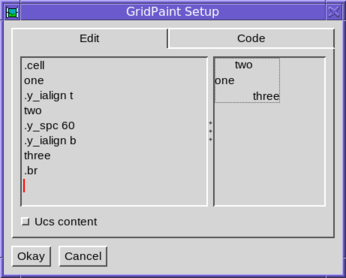 GridPaint Setup
Edit
Code
.cell
one
.y_ialign t
two
.y_spc 60
.y_ialign b
three
.br
two
one
three
Ucs content
Okay
Cancel